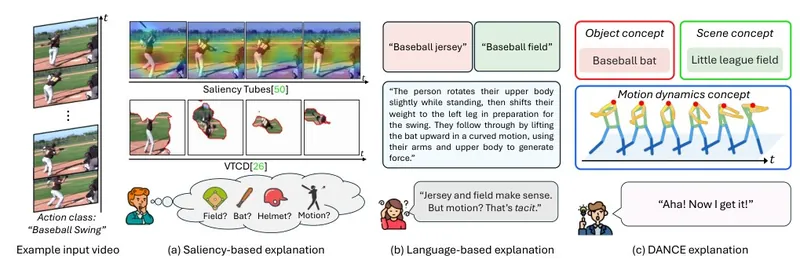 t
Action class:
"Baseball Swing"
Example input video
Saliency Tubes[50]
t
VTCD[26]
t
Field?
Bat?
Helmet?
Motion?
(a) Saliency-based explanation
"Baseball jersey"
"Baseball field"
"The person rotates their upper body
slightly while standing, then shifts their
weight to the left leg in preparation for
the swing. They follow through by lifting
the bat upward in a curved motion, using
their arms and upper body to generate
force."
"Jersey and field make sense.
But motion? That's tacit."
(b) Language-based explanation
Object concept
Baseball bat
Scene concept
Little league field
Motion dynamics concept
t
"Aha! Now I get it!"
(c) DANCE explanation